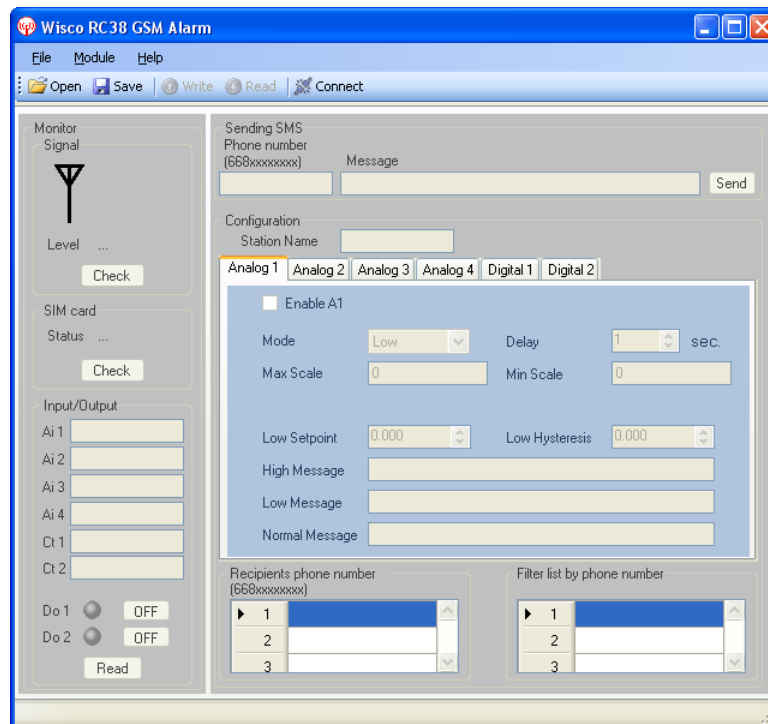 Wisco RC38 GSM Alarm
File Module Help
Open Save Write Read Connect
Monitor
Signal
Level ...
Check
SIM card
Status ...
Check
Input/Output
Ai 1
Ai 2
Ai 3
Ai 4
Ct 1
Ct 2
Do 1 OFF
Do 2 OFF
Read
Sending SMS
Phone number
(668xxxxxxxx) Message
Send
Configuration
Station Name
Analog 1 Analog 2 Analog 3 Analog 4 Digital 1 Digital 2
Enable A1
Mode Low Delay 1 sec.
Max Scale 0 Min Scale 0
Low Setpoint 0.000 Low Hysteresis 0.000
High Message
Low Message
Normal Message
Recipients phone number
(668xxxxxxxx)
1
2
3
Filter list by phone number
1
2
3